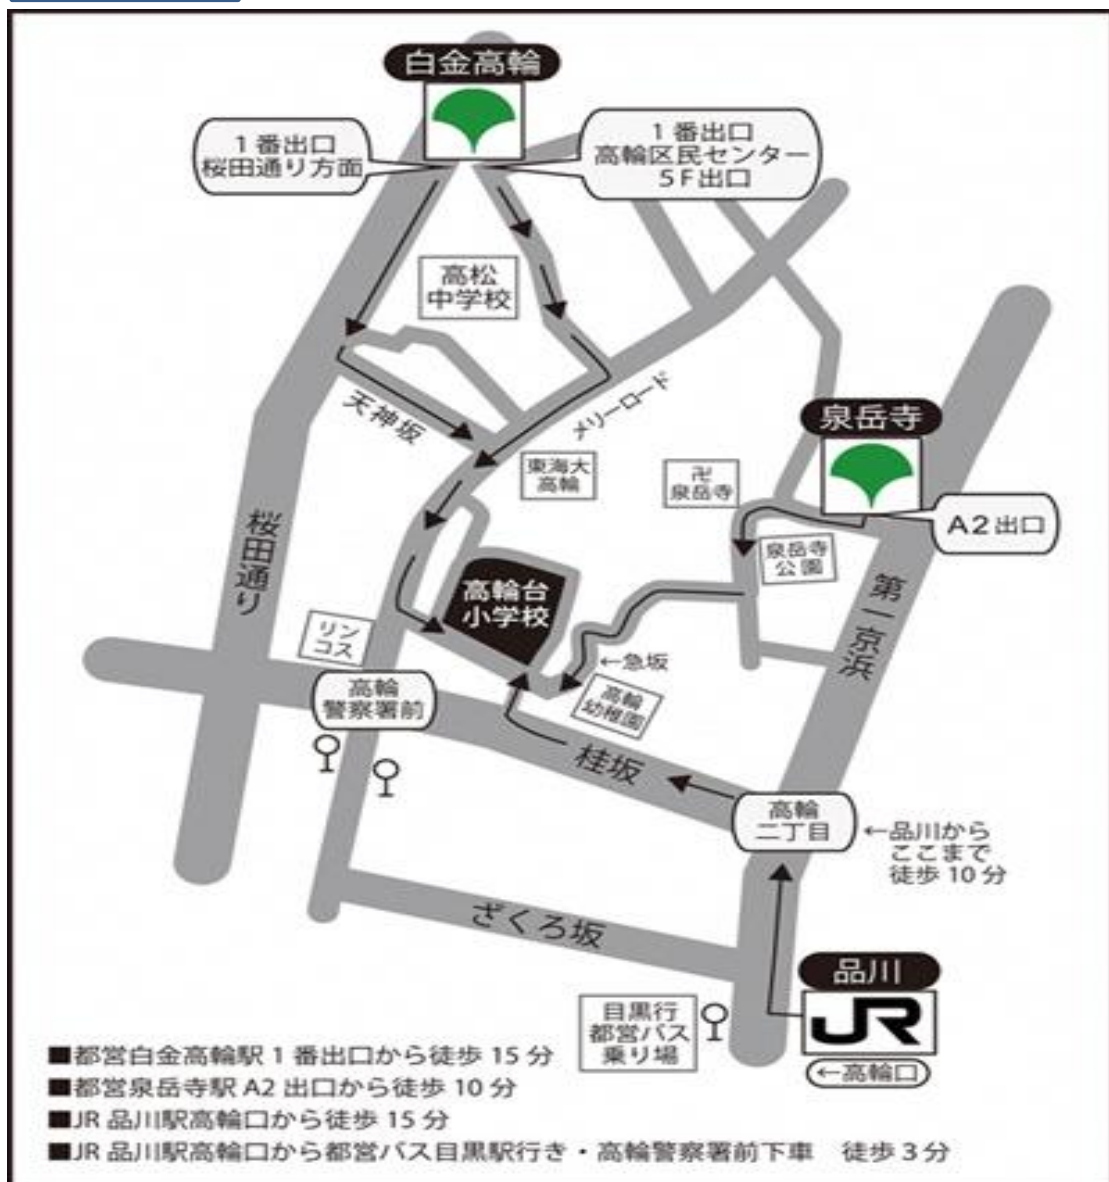 白金高輪
1番出口
桜田通り方面
1番出口
高輪区民センター
5F出口
高松
中学校
天神坂
メリーロード
東海大
高輪
卍
泉岳寺
泉岳寺
A2出口
泉岳寺
公園
桜田通り
第一京浜
高輪台
小学校
リン
コス
←急坂
高輪
幼稚園
高輪
警察署前
桂坂
高輪
二丁目
←品川から
ここまで
徒歩10分
ざくろ坂
品川
JR
←高輪口
目黒行
都営バス
乗り場
■都営白金高輪駅1番出口から徒歩15分
■都営泉岳寺駅A2出口から徒歩10分
■JR品川駅高輪口から徒歩15分
■JR品川駅高輪口から都営バス目黒駅行き・高輪警察署前下車　徒歩3分